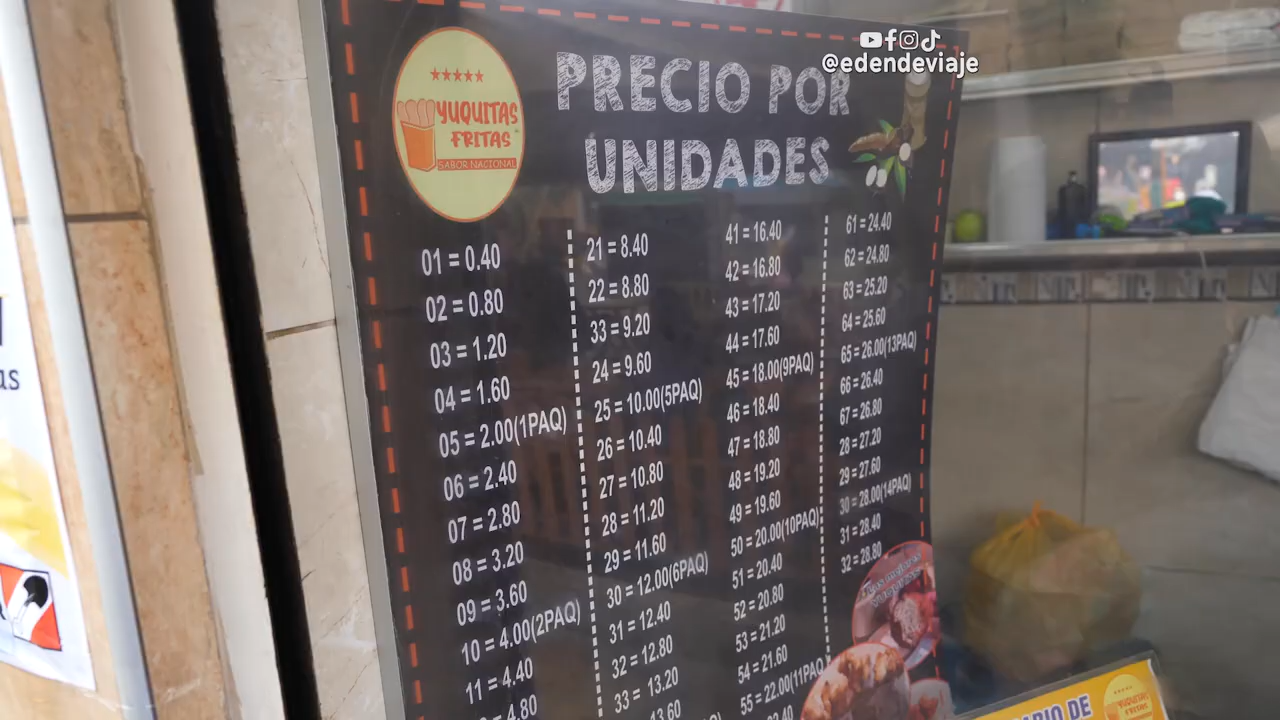 @edendeviaje
★★★★★
YUQUITAS
FRITAS
SABOR NACIONAL
PRECIO POR
UNIDADES
01 = 0.40
02 = 0.80
03 = 1.20
04 = 1.60
05 = 2.00(1PAQ)
06 = 2.40
07 = 2.80
08 = 3.20
09 = 3.60
10 = 4.00(2PAQ)
11 = 4.40
21 = 8.40
22 = 8.80
33 = 9.20
24 = 9.60
25 = 10.00(5PAQ)
26 = 10.40
27 = 10.80
28 = 11.20
29 = 11.60
30 = 12.00(6PAQ)
31 = 12.40
32 = 12.80
33 = 13.20
41 = 16.40
42 = 16.80
43 = 17.20
44 = 17.60
45 = 18.00(9PAQ)
46 = 18.40
47 = 18.80
48 = 19.20
49 = 19.60
50 = 20.00(10PAQ)
51 = 20.40
52 = 20.80
53 = 21.20
54 = 21.60
55 = 22.00(11PAQ)
61 = 24.40
62 = 24.80
63 = 25.20
64 = 25.60
65 = 26.00(13PAQ)
66 = 26.40
67 = 26.80
28 = 27.20
29 = 27.60
30 = 28.00(14PAQ)
31 = 28.40
32 = 28.80
YUQUITAS
FRITAS